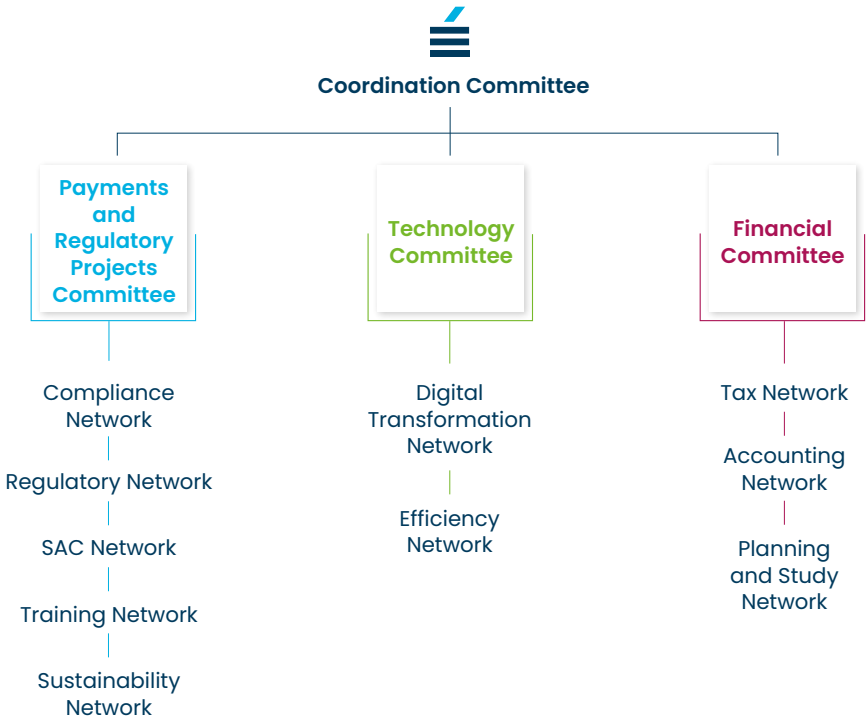 Coordination Committee
Payments
and
Regulatory
Projects
Committee
Compliance
Network
Regulatory Network
SAC Network
Training Network
Sustainability
Network
Technology
Committee
Digital
Transformation
Network
Efficiency
Network
Financial
Committee
Tax Network
Accounting
Network
Planning
and Study
Network